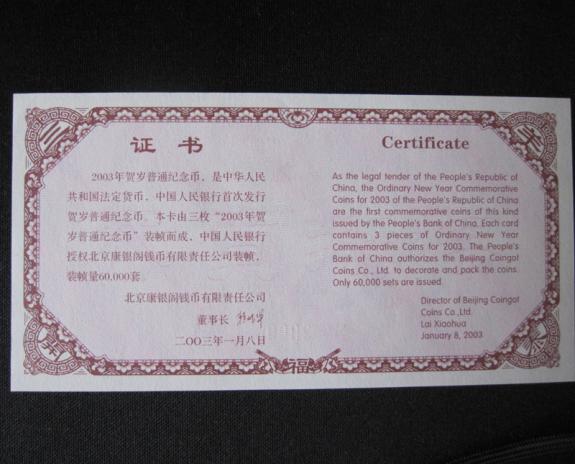 证书
2003年贺岁普通纪念币,是中华人民
共和国法定货币,中国人民银行首次发行
贺岁普通纪念币。本卡由三枚“2003年贺
岁普通纪念币”装帧而成,中国人民银行
授权北京康银阁钱币有限责任公司装帧,
装帧量60,000套。
北京康银阁钱币有限责任公司
董事长
二〇〇三年一月八日
Certificate
As the legal tender of the People's Republic of
China, the Ordinary New Year Commemorative
Coins for 2003 of the People's Republic of China
are the first commemorative coins of this kind
issued by the People's Bank of China. Each card
contains 3 pieces of Ordinary New Year
Commemorative Coins for 2003. The People's
Bank of China authorizes the Beijing Coingot
Coins Co., Ltd. to decorate and pack the coins.
Only 60,000 sets are issued.
Director of Beijing Coingot
Coins Co.,Ltd.
Lai Xiaohua
January 8, 2003
三
羊
开
泰
福